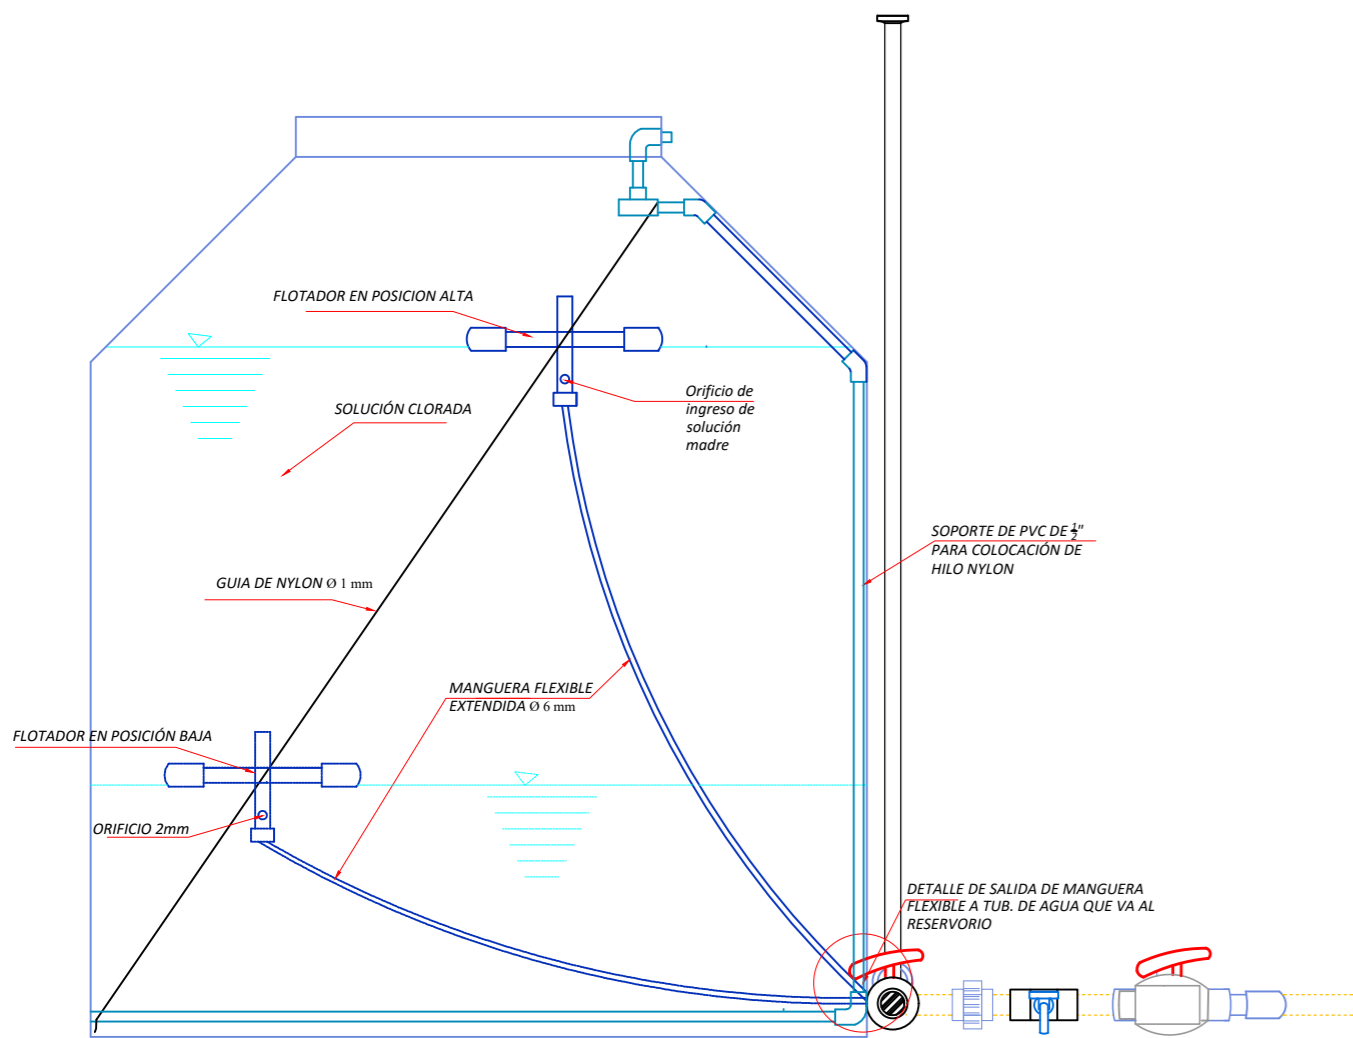 FLOTADOR EN POSICION ALTA
SOLUCIÓN CLORADA
Orificio de
ingreso de
solución
madre
SOPORTE DE PVC DE 1/2"
PARA COLOCACIÓN DE
HILO NYLON
GUIA DE NYLON Ø 1 mm
MANGUERA FLEXIBLE
EXTENDIDA Ø 6 mm
FLOTADOR EN POSICIÓN BAJA
ORIFICIO 2mm
DETALLE DE SALIDA DE MANGUERA
FLEXIBLE A TUB. DE AGUA QUE VA AL
RESERVORIO